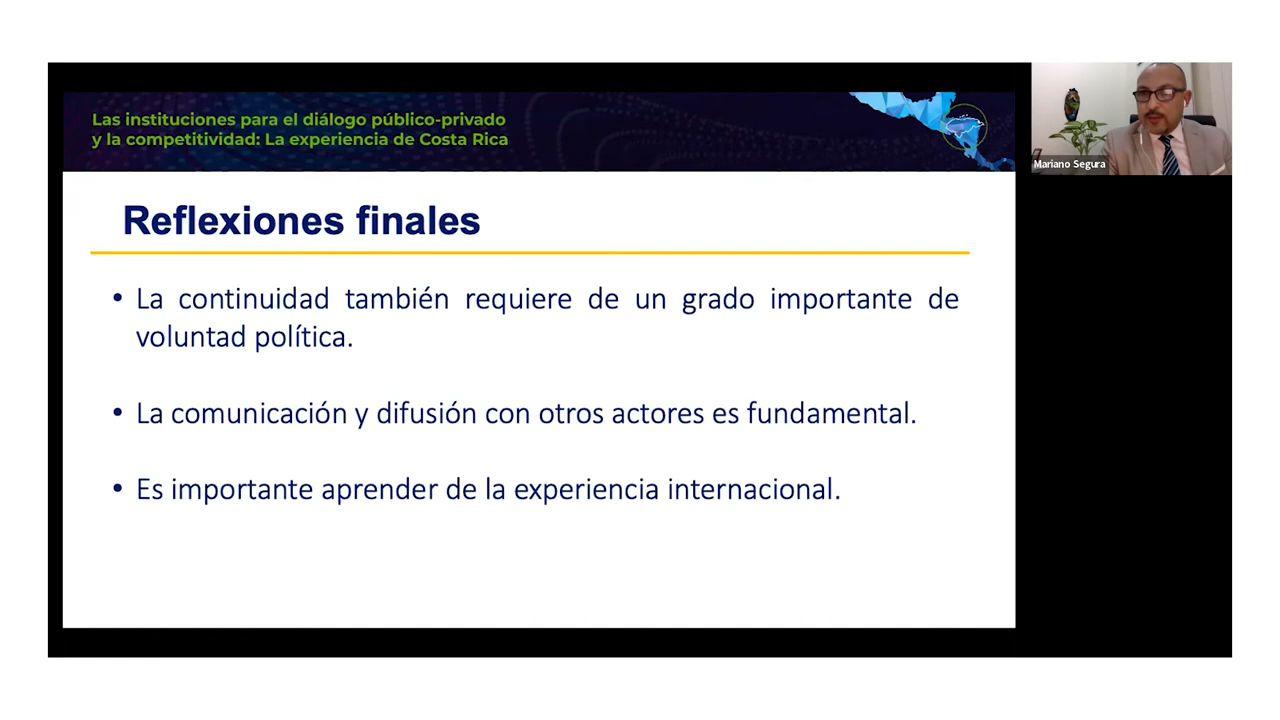 Las instituciones para el diálogo público-privado
y la competitividad: La experiencia de Costa Rica
Mariano Segura
Reflexiones finales
• La continuidad también requiere de un grado importante de
voluntad política.
• La comunicación y difusión con otros actores es fundamental.
• Es importante aprender de la experiencia internacional.